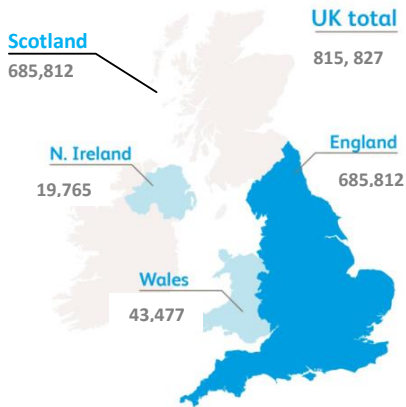 UK total
815, 827
Scotland
685,812
England
685,812
N. Ireland
19,765
Wales
43,477